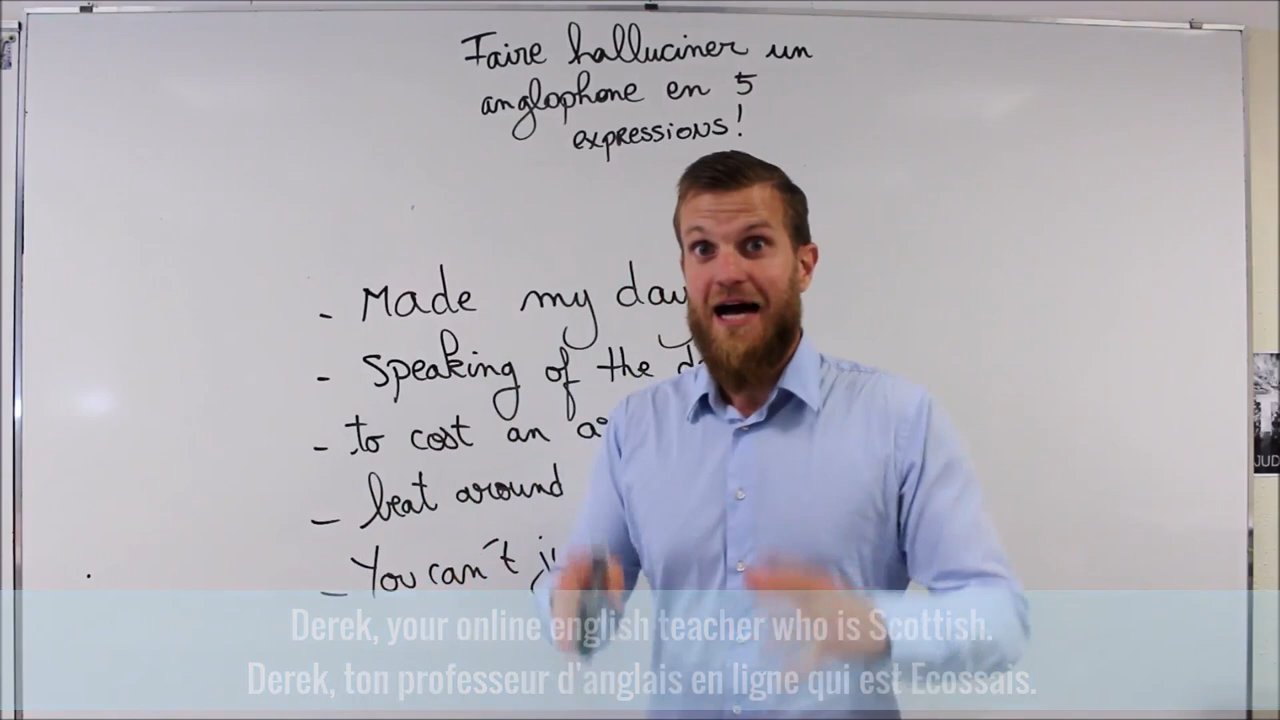 Faire halluciner un
anglophone en 5
expressions!
- Made my day
- speaking of the
- to cost an
- beat around
- You can't
JUD
Derek, your online english teacher who is Scottish.
Derek, ton professeur d'anglais en ligne qui est Ecossais.